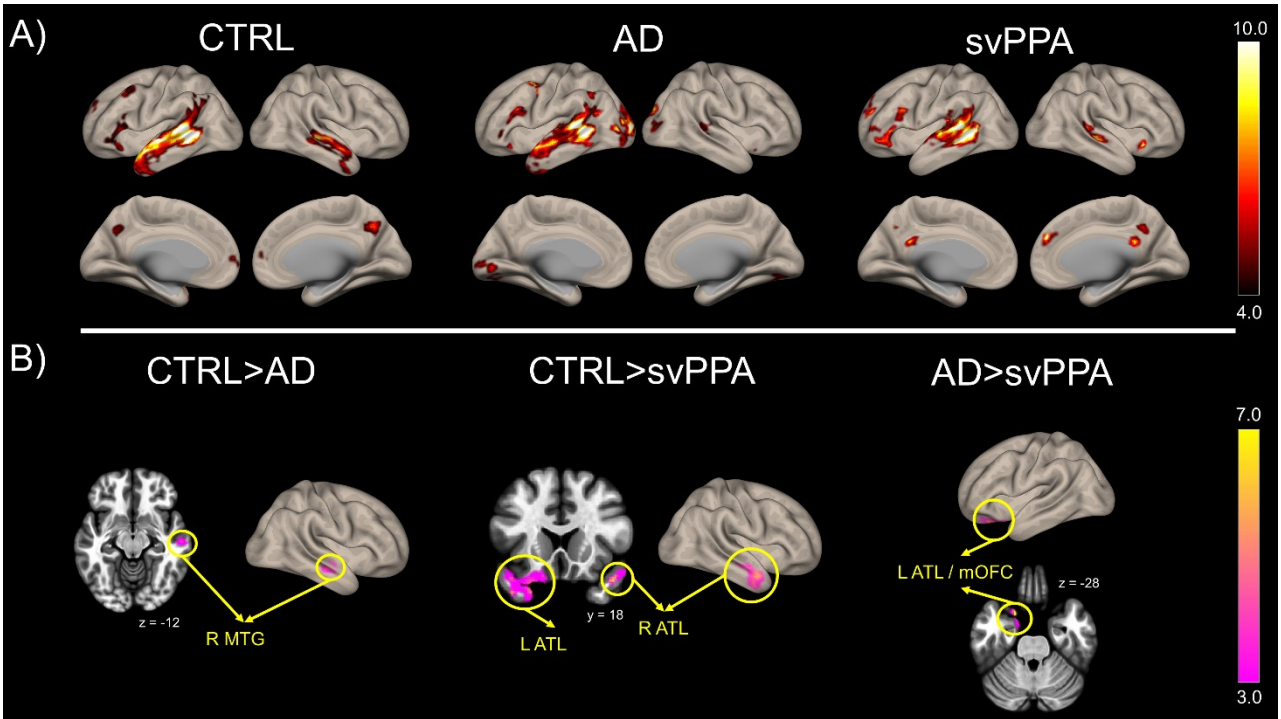 A)
CTRL
AD
svPPA
10.0
4.0
B)
CTRL>AD
CTRL>svPPA
AD>svPPA
7.0
L ATL / mOFC
z = -28
z = -12
R MTG
y = 18
L ATL
R ATL
3.0